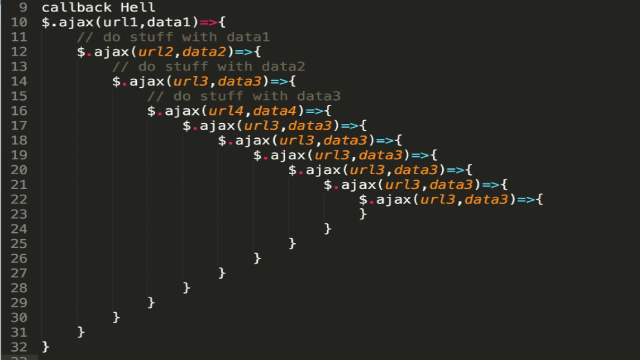 9 callback Hell
10 $.ajax(url1,data1)=>{
11 // do stuff with data1
12 $.ajax(url2,data2)=>{
13 // do stuff with data2
14 $.ajax(url3,data3)=>{
15 // do stuff with data3
16 $.ajax(url4,data4)=>{
17 $.ajax(url3,data3)=>{
18 $.ajax(url3,data3)=>{
19 $.ajax(url3,data3)=>{
20 $.ajax(url3,data3)=>{
21 $.ajax(url3,data3)=>{
22 $.ajax(url3,data3)=>{
23 }
24 }
25 }
26 }
27 }
28 }
29 }
30 }
31 }
32 }